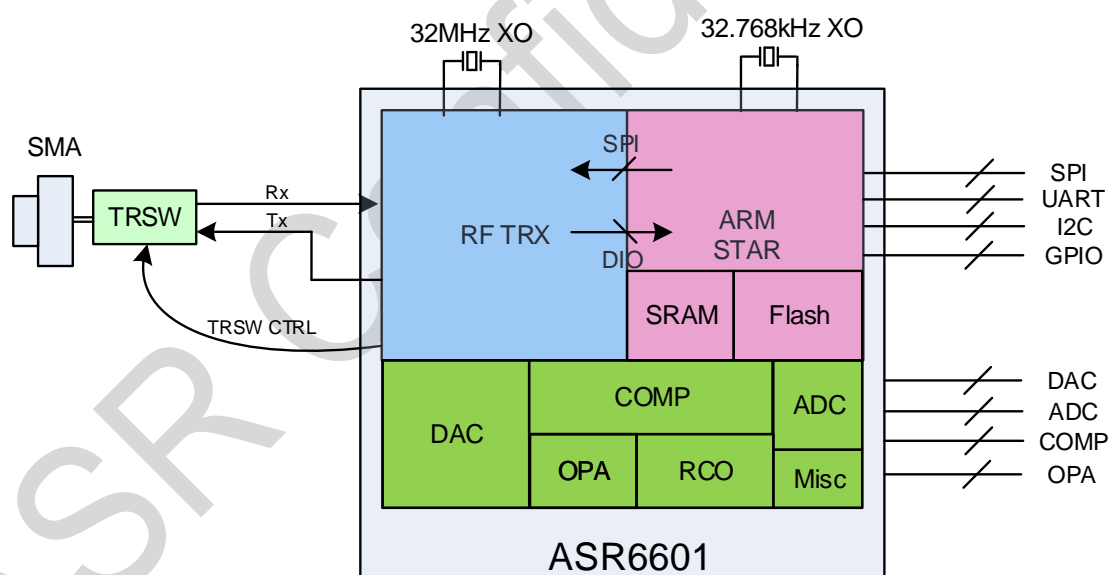 32MHz XO
32.768kHz XO
SMA
TRSW
Rx
Tx
TRSW CTRL
SPI
RF TRX
DIO
ARM
STAR
SRAM
Flash
SPI
UART
I2C
GPIO
DAC
COMP
ADC
OPA
RCO
Misc
DAC
ADC
COMP
OPA
ASR6601